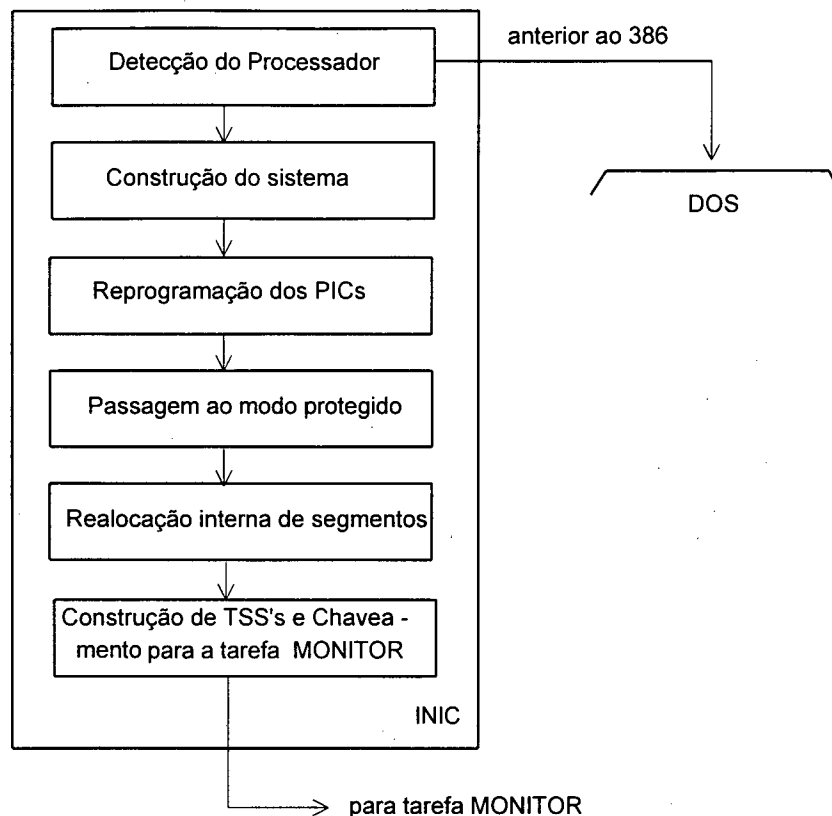 Detecção do Processador
anterior ao 386
DOS
Construção do sistema
Reprogramação dos PICs
Passagem ao modo protegido
Realocação interna de segmentos
Construção de TSS's e Chavea -
mento para a tarefa MONITOR
INIC
para tarefa MONITOR